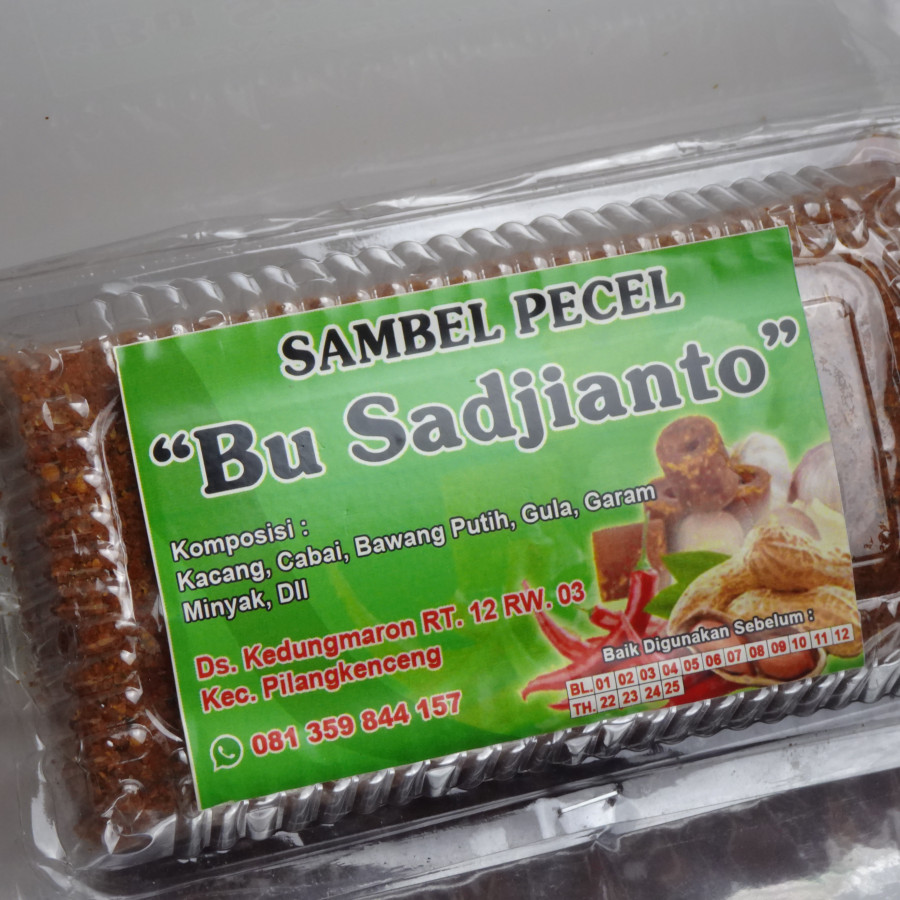 SAMBEL PECEL
“Bu Sadjianto”
Komposisi :
Kacang, Cabai, Bawang Putih, Gula, Garam
Minyak, Dll
Ds. Kedungmaron RT. 12 RW. 03
Kec. Pilangkenceng
081 359 844 157
Baik Digunakan Sebelum :
BL. 01 02 03 04 05 06 07 08 09 10 11 12
TH. 22 23 24 25